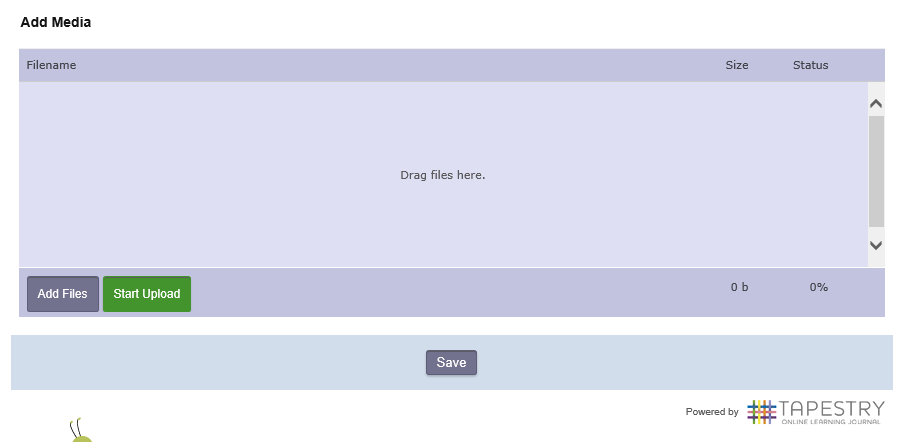 Add Media
Filename Size Status
Drag files here.
Add Files Start Upload 0 b 0%
Save
Powered by TAPESTRY
ONLINE LEARNING JOURNAL